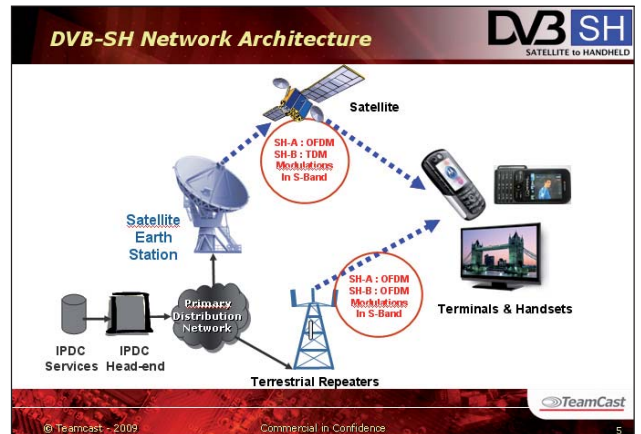 DVB-SH Network Architecture
DVB SH
SATELLITE to HANDHELD
Satellite
SH-A : OFDM
SH-B : TDM
Modulations
In S-Band
Satellite
Earth
Station
SH-A : OFDM
SH-B : OFDM
Modulations
In S-Band
Terminals & Handsets
Primary
Distribution
Network
IPDC
Services
IPDC
Head-end
Terrestrial Repeaters
TeamCast
© Teamcast - 2009
Commercial in Confidence
5